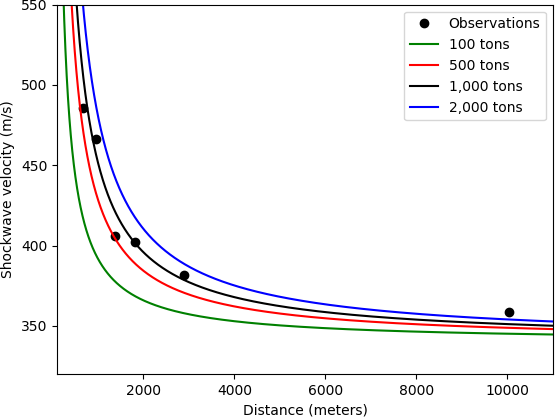 550
500
450
400
350
Shockwave velocity (m/s)
Observations
100 tons
500 tons
1,000 tons
2,000 tons
2000 4000 6000 8000 10000
Distance (meters)